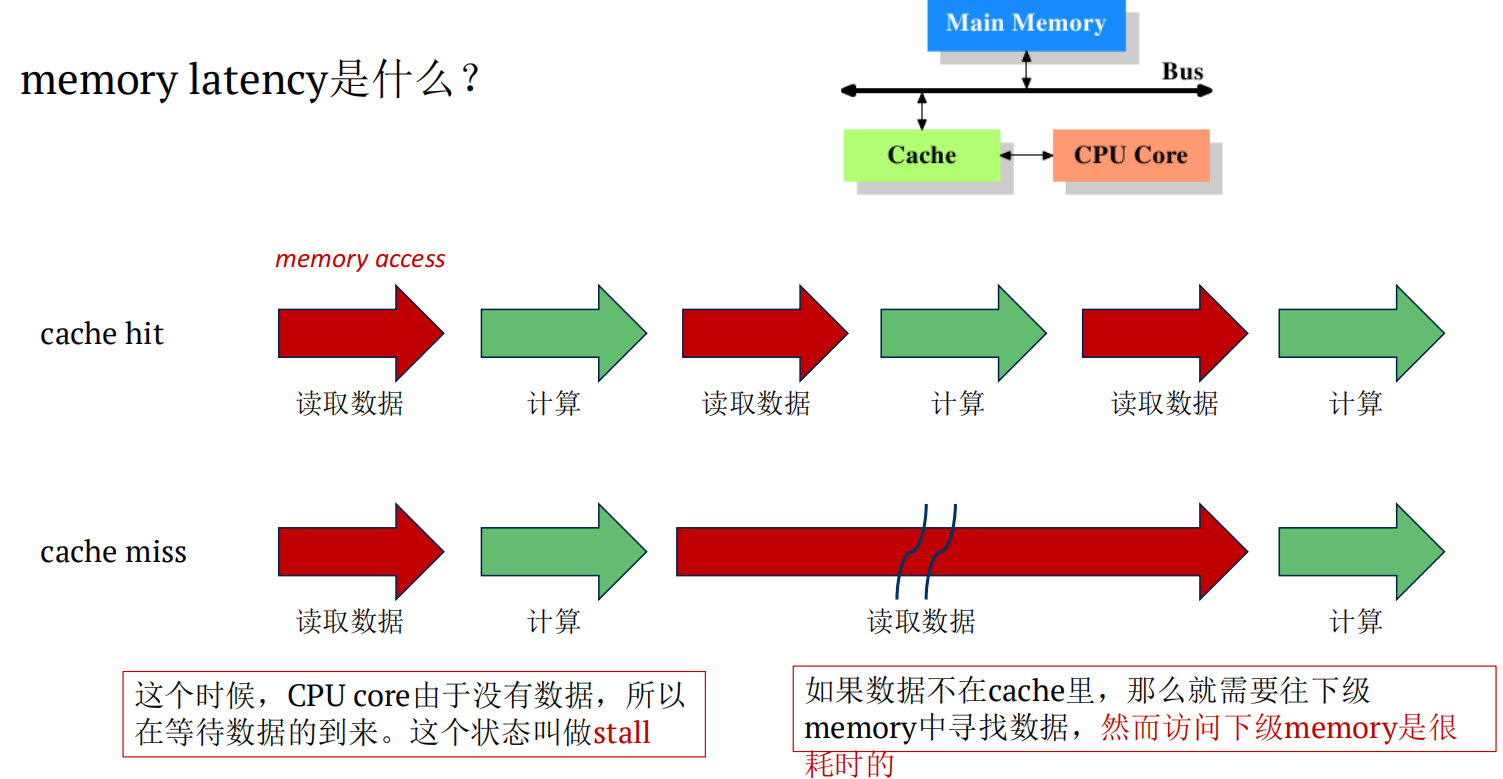 Main Memory
memory latency是什么？
Bus
Cache
CPU Core
memory access
cache hit
读取数据
计算
读取数据
计算
读取数据
计算
cache miss
读取数据
计算
读取数据
计算
这个时候，CPU core由于没有数据，所以
在等待数据的到来。这个状态叫做stall
如果数据不在cache里，那么就需要往下级
memory中寻找数据，然而访问下级memory是很
耗时的